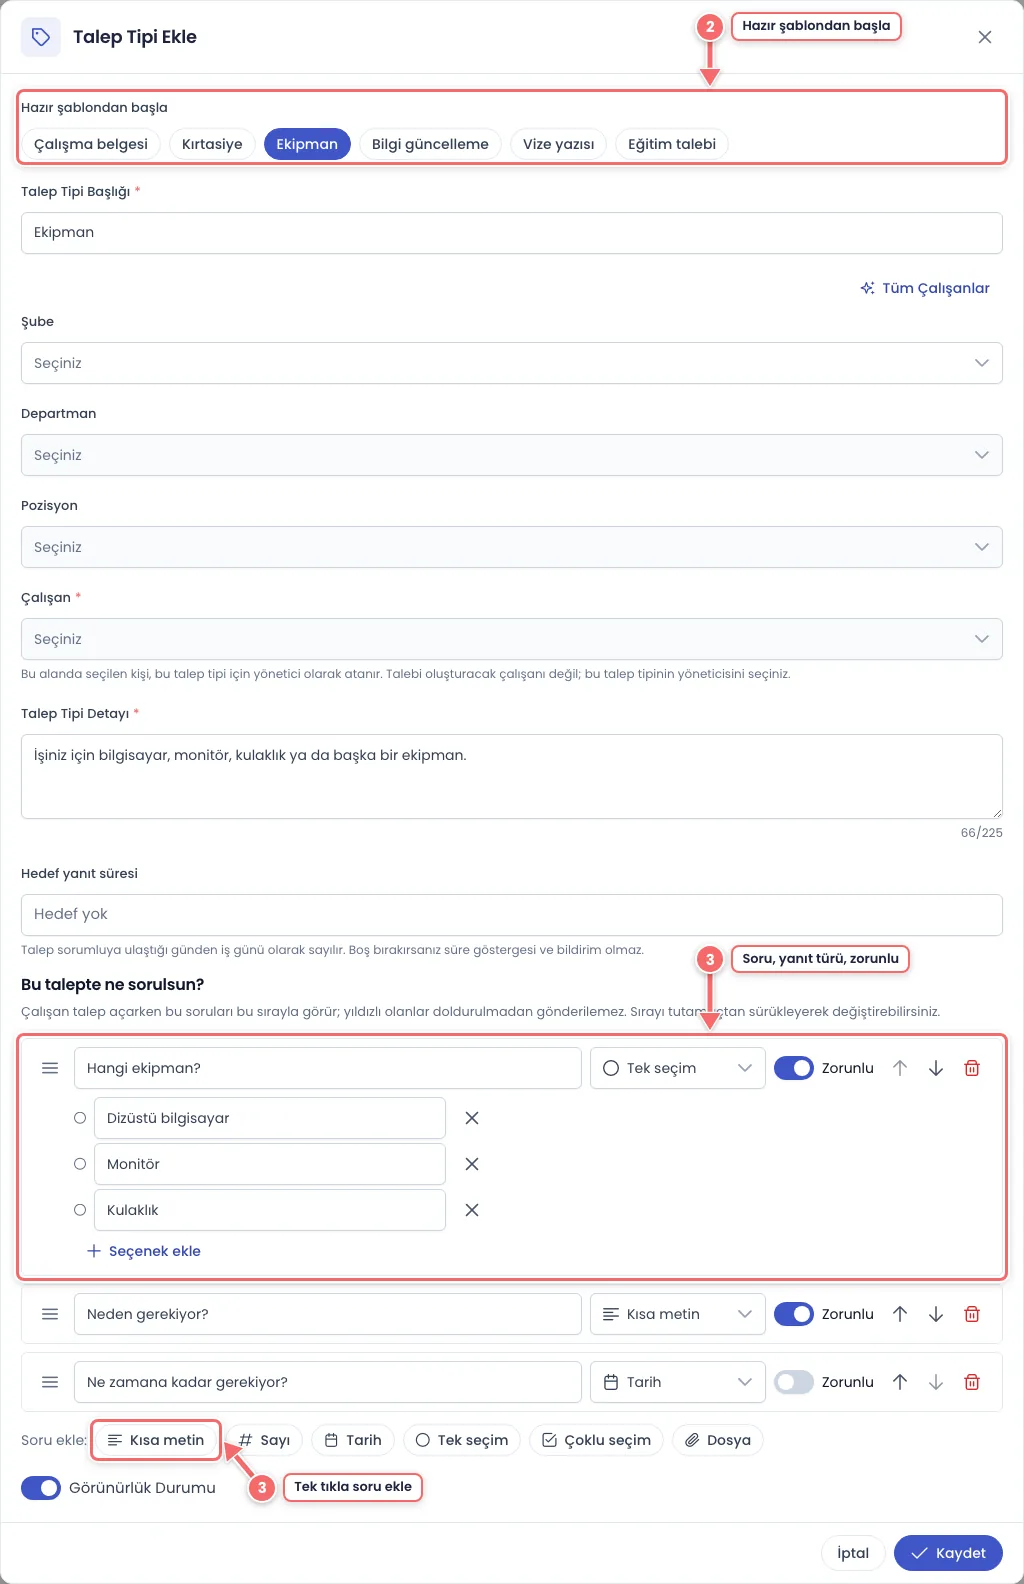 Talep Tipi Ekle
2
Hazır şablondan başla
Hazır şablondan başla
Çalışma belgesi
Kırtasiye
Ekipman
Bilgi güncelleme
Vize yazısı
Eğitim talebi
Talep Tipi Başlığı *
Ekipman
Tüm Çalışanlar
Şube
Seçiniz
Departman
Seçiniz
Pozisyon
Seçiniz
Çalışan *
Seçiniz
Bu alanda seçilen kişi, bu talep tipi için yönetici olarak atanır. Talebi oluşturacak çalışanı değil; bu talep tipinin yöneticisini seçiniz.
Talep Tipi Detayı *
İşiniz için bilgisayar, monitör, kulaklık ya da başka bir ekipman.
66/225
Hedef yanıt süresi
Hedef yok
Talep sorumluya ulaştığı günden iş günü olarak sayılır. Boş bırakırsanız süre göstergesi ve bildirim olmaz.
3
Soru, yanıt türü, zorunlu
Bu talepte ne sorulsun?
Çalışan talep açarken bu soruları bu sırayla görür; yıldızlı olanlar doldurulmadan gönderilemez. Sırayı sürükleyerek değiştirebilirsiniz.
Hangi ekipman?
Tek seçim
Zorunlu
Dizüstü bilgisayar
Monitör
Kulaklık
Seçenek ekle
Neden gerekiyor?
Kısa metin
Zorunlu
Ne zamana kadar gerekiyor?
Tarih
Zorunlu
Soru ekle:
Kısa metin
Sayı
Tarih
Tek seçim
Çoklu seçim
Dosya
Görünürlük Durumu
3
Tek tıkla soru ekle
İptal
Kaydet